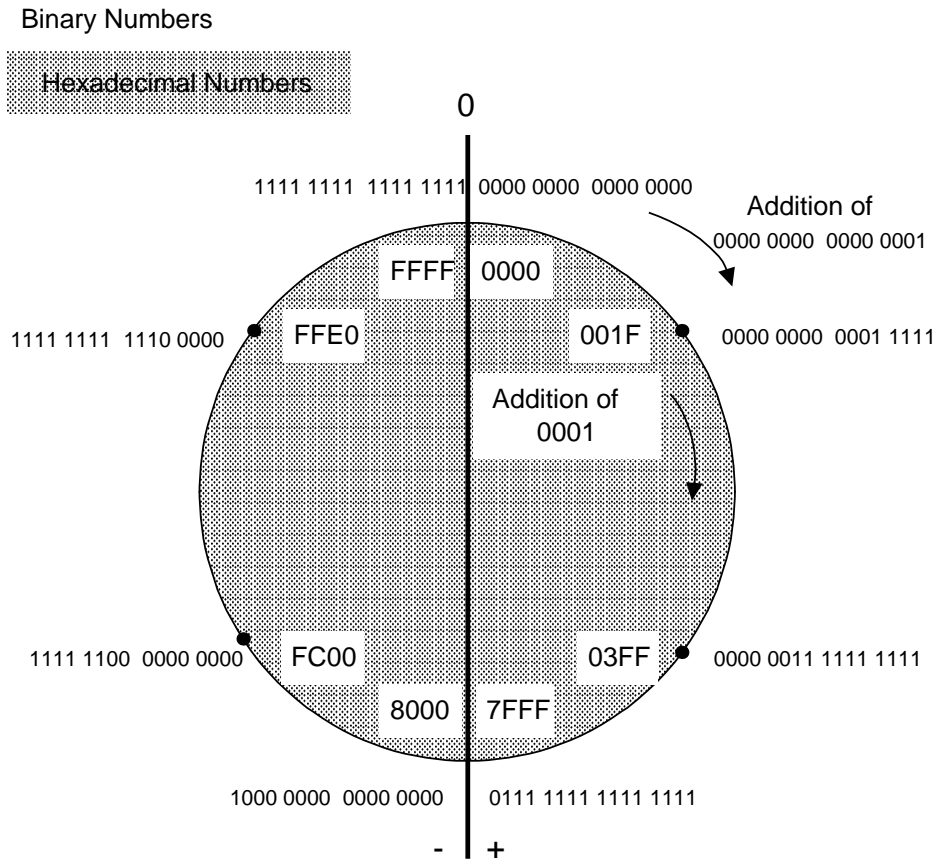 Binary Numbers
Hexadecimal Numbers
0
1111 1111  1111 1111 0000 0000  0000 0000
Addition of
0000 0000  0000 0001
FFFF 0000
1111 1111  1110 0000 FFE0 001F 0000 0000  0001 1111
Addition of
0001
1111 1100  0000 0000 FC00 03FF 0000 0011 1111 1111
8000 7FFF
1000 0000  0000 0000 0111 1111 1111 1111
- +